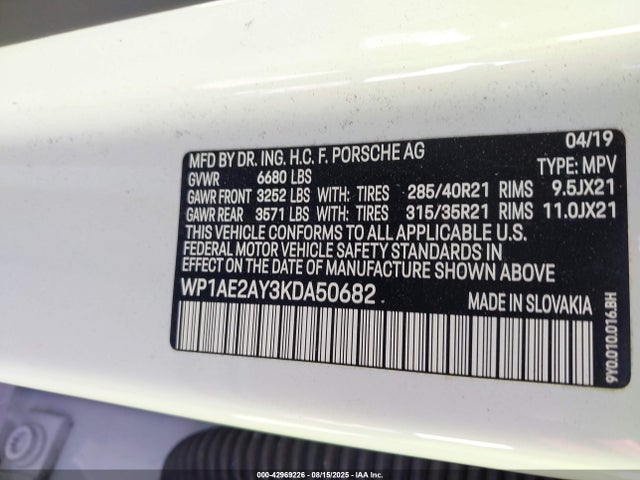 04/19
MFD BY DR. ING. H.C. F. PORSCHE AG
TYPE: MPV
GVWR 6680 LBS
GAWR FRONT 3252 LBS WITH: TIRES 285/40R21 RIMS 9.5JX21
GAWR REAR 3571 LBS WITH: TIRES 315/35R21 RIMS 11.0JX21
THIS VEHICLE CONFORMS TO ALL APPLICABLE U.S.
FEDERAL MOTOR VEHICLE SAFETY STANDARDS IN
EFFECT ON THE DATE OF MANUFACTURE SHOWN ABOVE
WP1AE2AY3KDA50682
MADE IN SLOVAKIA
9Y0.010.016.BH
000-42969226 - 08/15/2025 - IAA Inc.